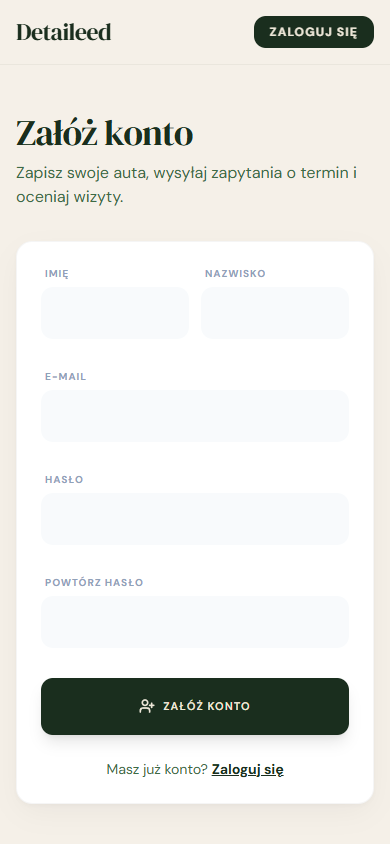 Detaileed
ZALOGUJ SIĘ
Załóż konto
Zapisz swoje auta, wysyłaj zapytania o termin i
oceniaj wizyty.
IMIĘ
NAZWISKO
E-MAIL
HASŁO
POWTÓRZ HASŁO
ZAŁÓŻ KONTO
Masz już konto? Zaloguj się